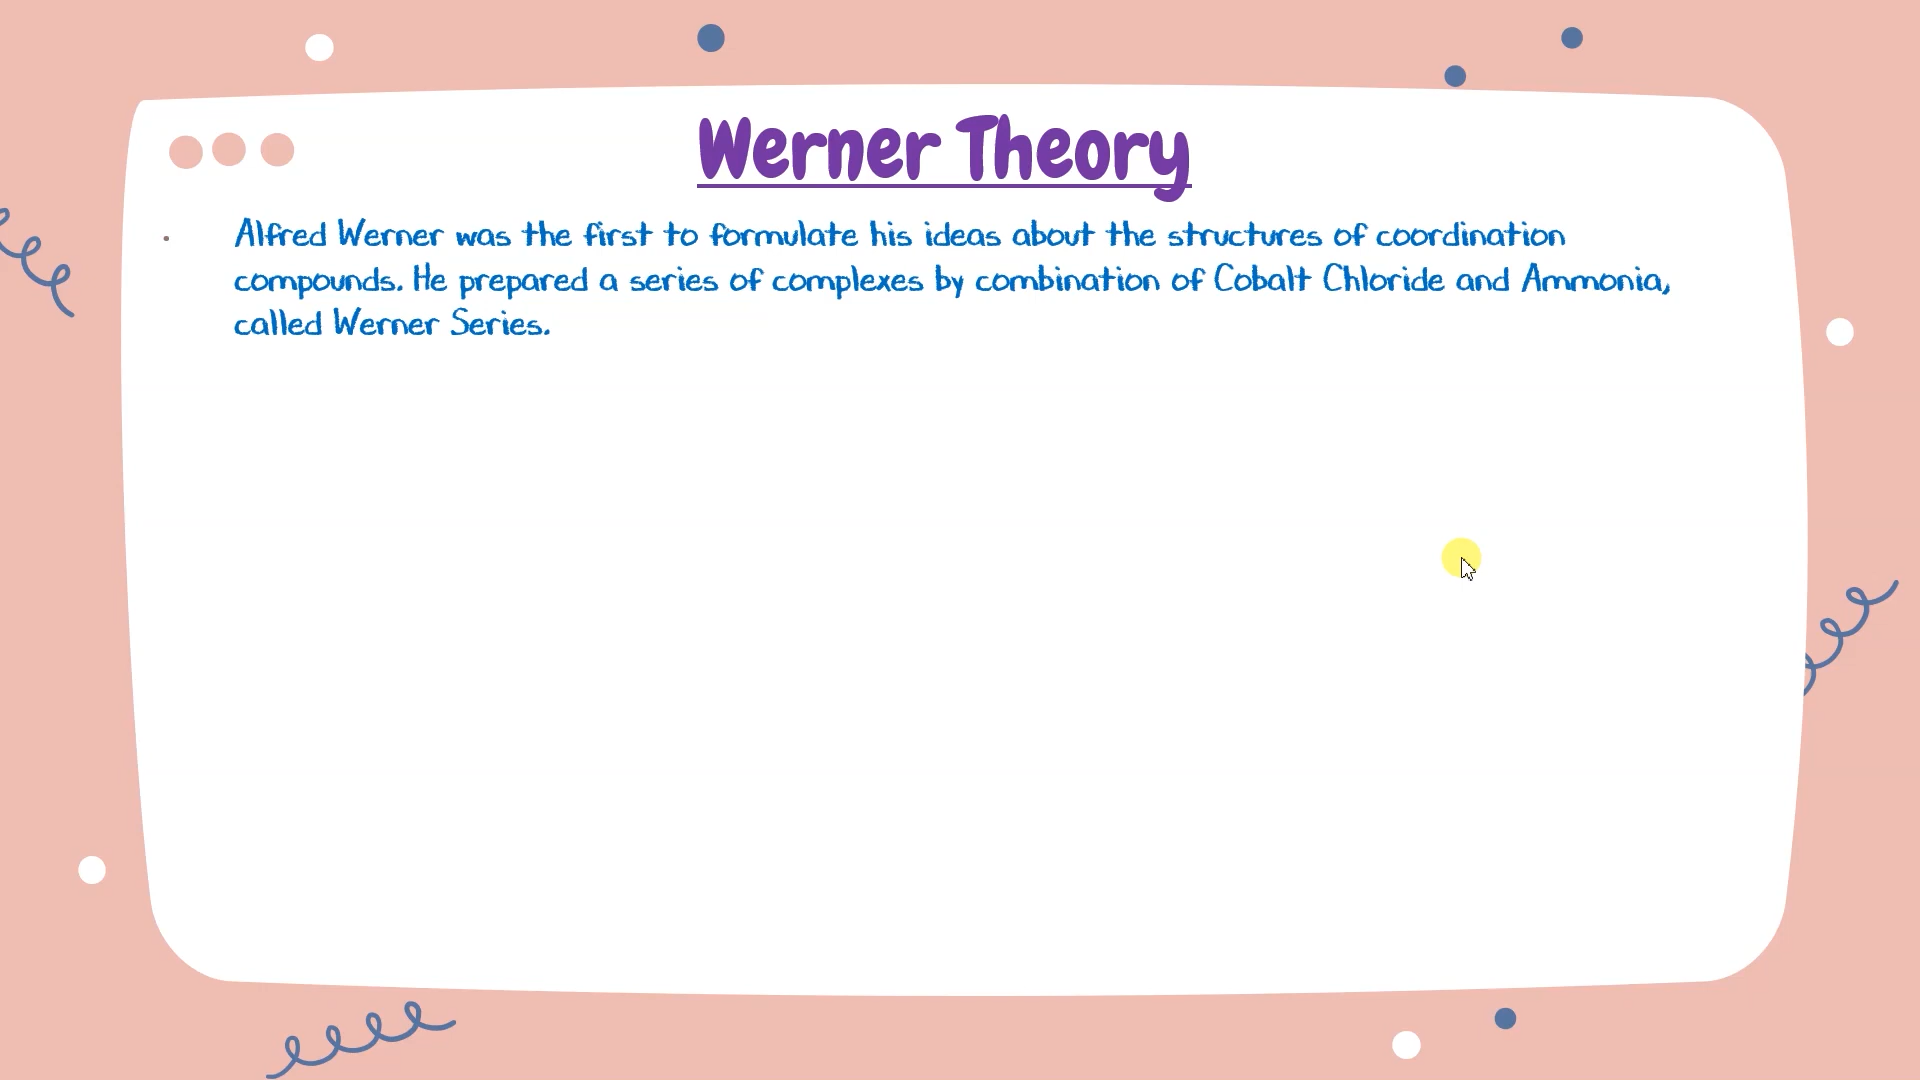 Werner Theory
• Alfred Werner was the first to formulate his ideas about the structures of coordination
compounds. He prepared a series of complexes by combination of Cobalt Chloride and Ammonia,
called Werner Series.